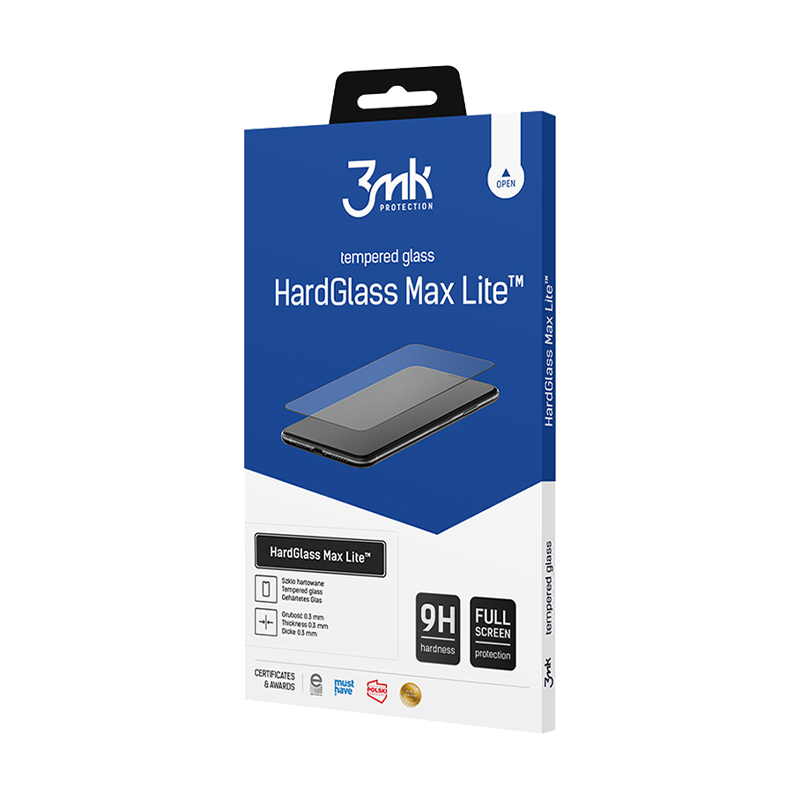 OPEN
3mk
PROTECTION
tempered glass
HardGlass Max Lite™
HardGlass Max Lite™
tempered glass
3mk
HardGlass Max Lite™
Szkło hartowane
Tempered glass
Gehärtetes Glas
Grubość 0.3 mm
Thickness 0.3 mm
Dicke 0.3 mm
9H
hardness
FULL
SCREEN
protection
CERTIFICATES
& AWARDS
must
have
POLSKI